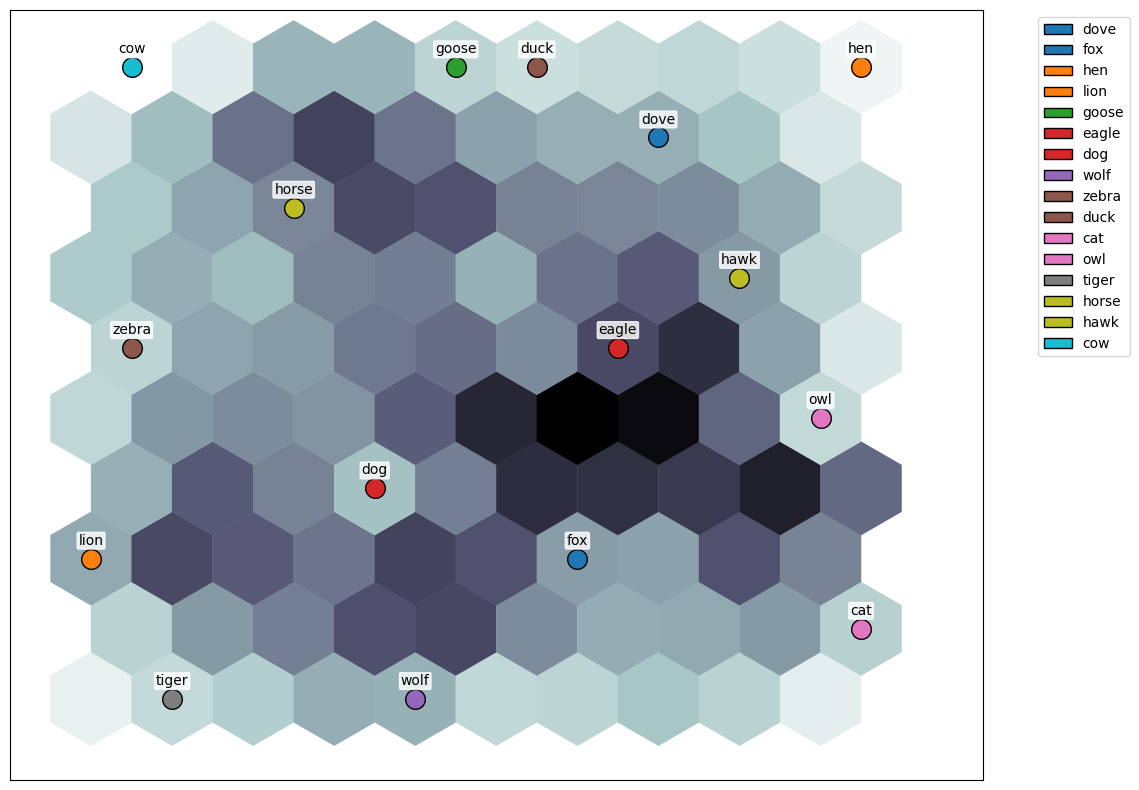 cow
goose
duck
hen
dove
horse
hawk
zebra
eagle
owl
dog
lion
fox
cat
tiger
wolf
dove
fox
hen
lion
goose
eagle
dog
wolf
zebra
duck
cat
owl
tiger
horse
hawk
cow